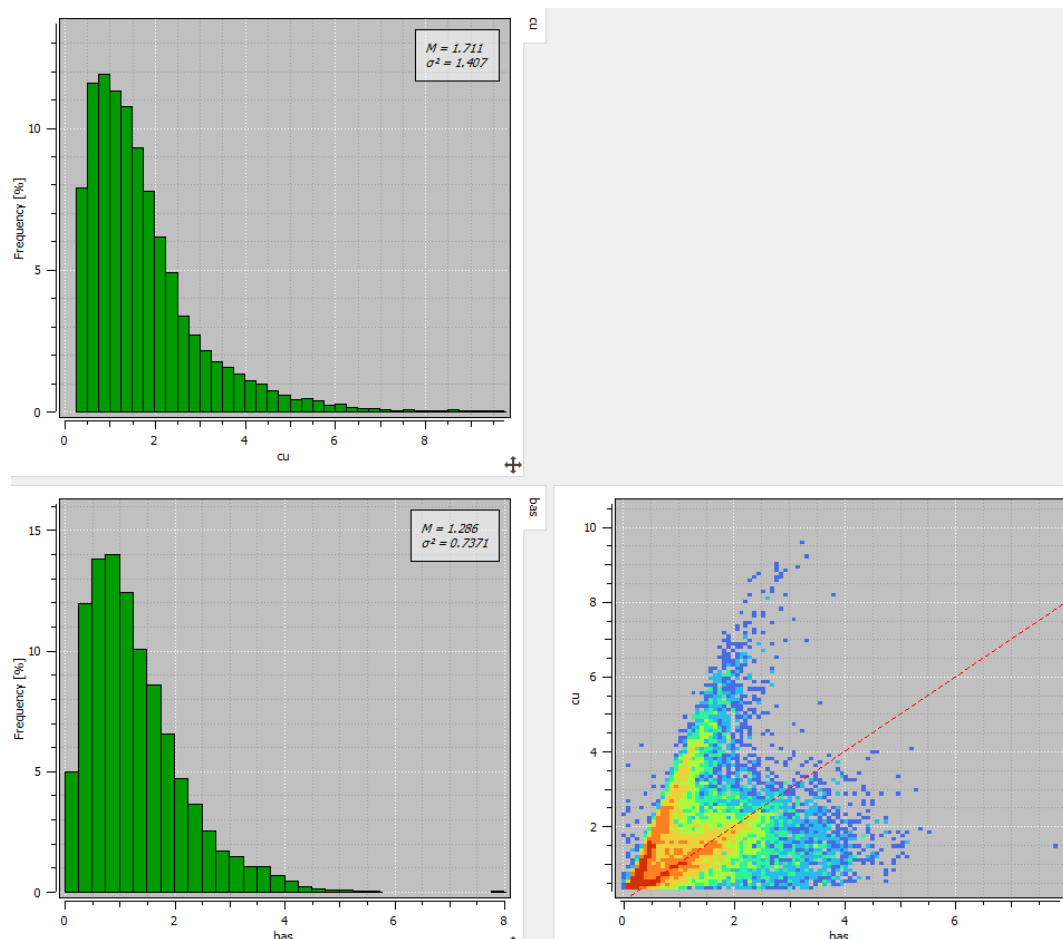 cu
M = 1.711
σ² = 1.407
10
5
0
Frequency [%]
0 2 4 6 8
cu
bas
M = 1.286
σ² = 0.7371
15
10
5
0
Frequency [%]
0 2 4 6 8
bas
10
8
6
4
2
cu
0 2 4 6
bas